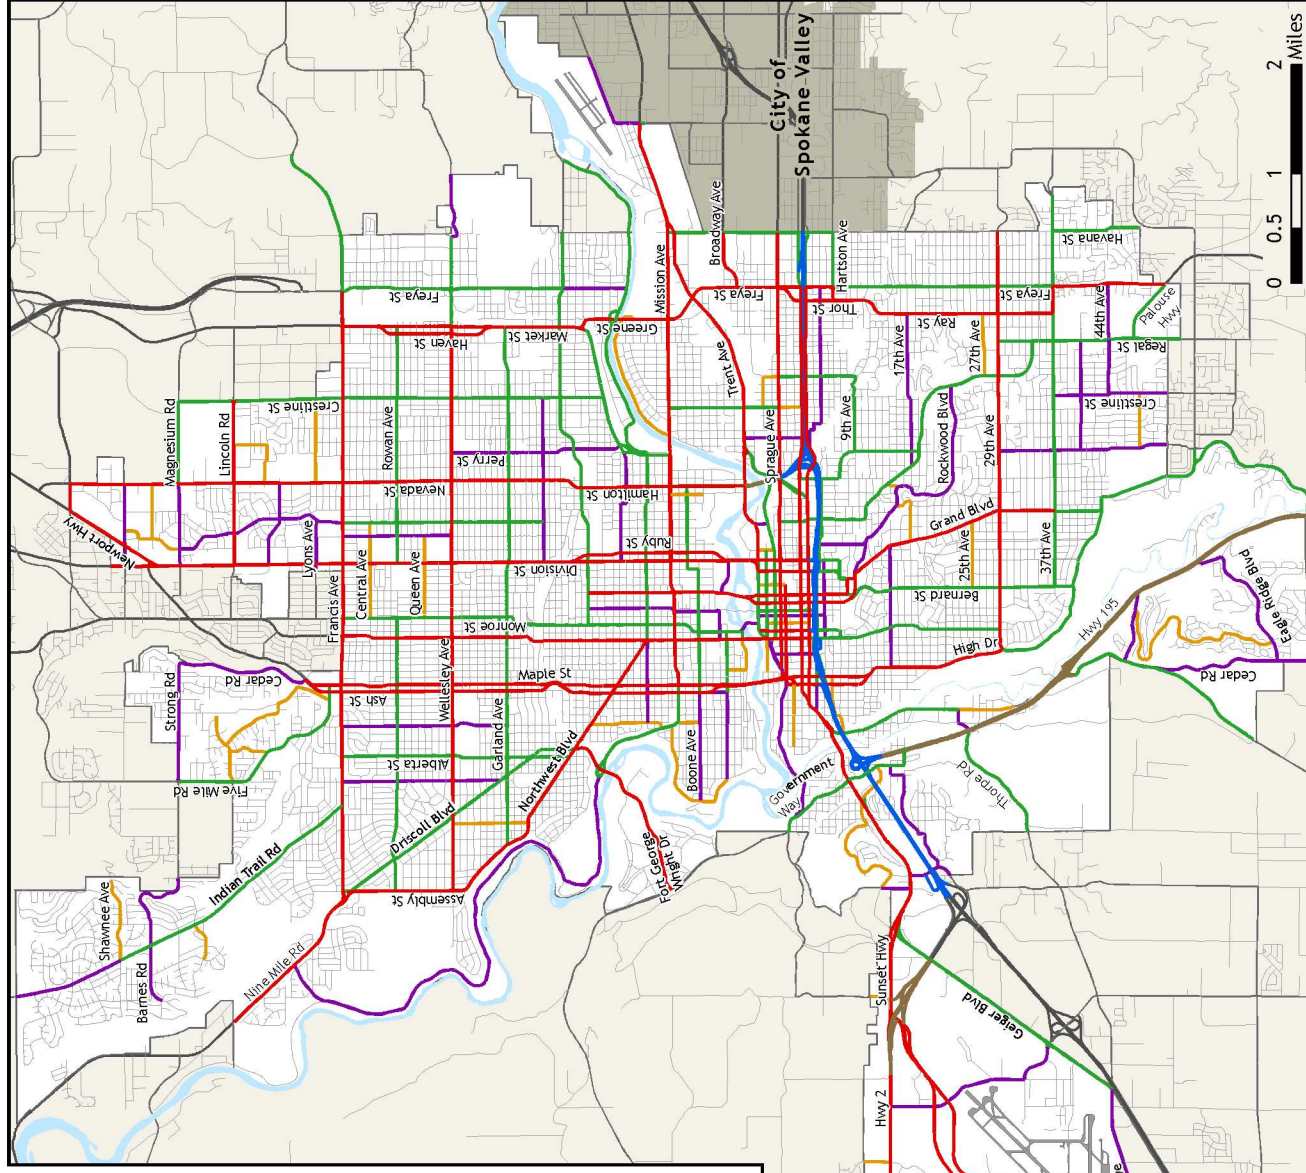 City of
Spokane Valley
0
0.5
1
2
Miles
Magnesium Rd
Lincoln Rd
Crestline St
Freya St
Haven St
Market St
Greene St
Mission Ave
Broadway Ave
Freya St
Hartson Ave
Thor St
Ray St
Freya St
Havana St
44th Ave
Palouse
Hwy
Regal St
Crestline St
Rowan Ave
Perry St
Nevada St
Hamilton St
Trent Ave
Sprague Ave
9th Ave
17th Ave
27th Ave
Rockwood Blvd
29th Ave
Grand Blvd
25th Ave
37th Ave
Bernard St
High Dr
Hwy 195
Eagle Ridge Blvd
Cedar Rd
Newport Hwy
Lyons Ave
Francis Ave
Central Ave
Queen Ave
Division St
Ruby St
Monroe St
Maple St
Ash St
Wellesley Ave
Garland Ave
Strong Rd
Cedar Rd
Five Mile Rd
Alberta St
Driscoll Blvd
Northwest Blvd
Boone Ave
Government
Way
Thorpe Rd
Indian Trail Rd
Shawnee Ave
Barnes Rd
Nine Mile Rd
Assembly St
Fort George
Wright Dr
Sunset Hwy
Geiger Blvd
Hwy 2